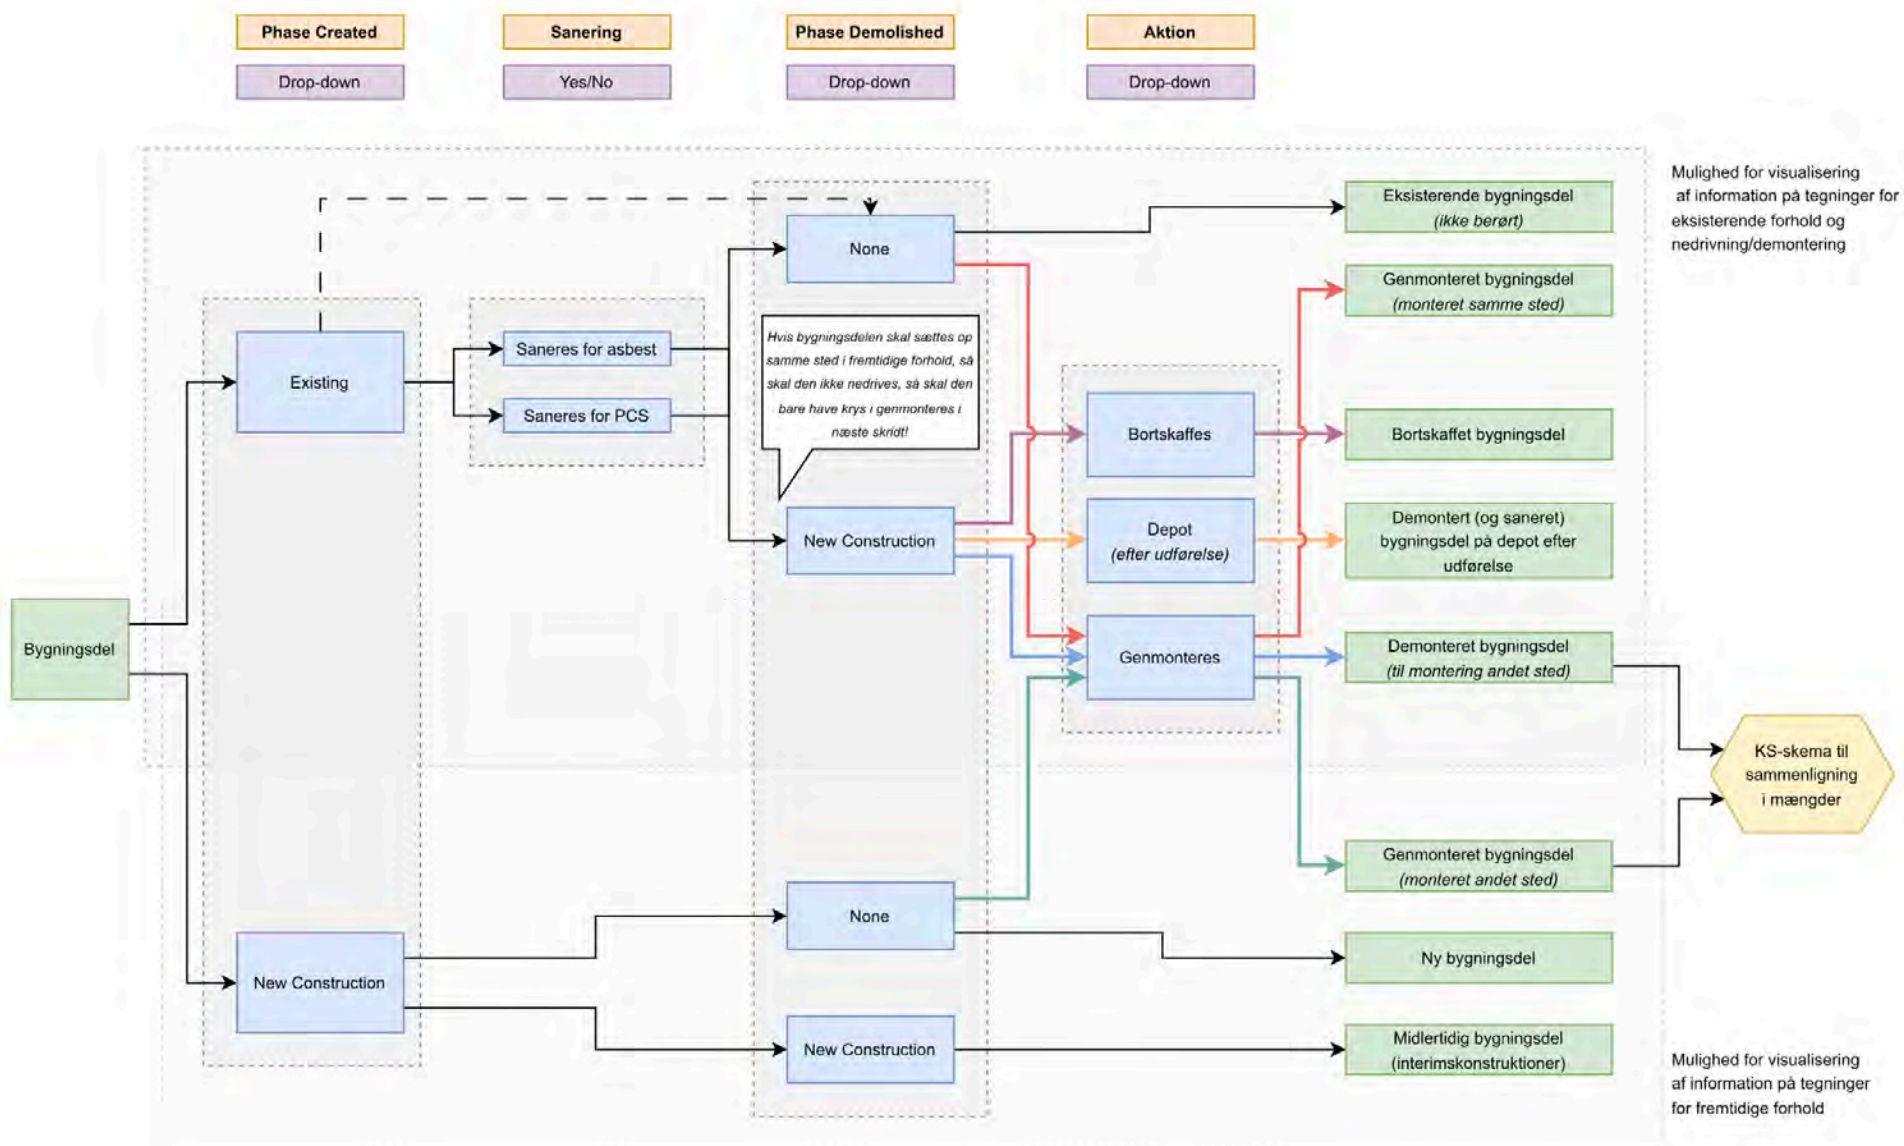 Phase Created
Sanering
Phase Demolished
Aktion
Drop-down
Yes/No
Drop-down
Drop-down
Mulighed for visualisering
af information på tegninger for
eksisterende forhold og
nedrivning/demontering
Eksisterende bygningsdel
(ikke berørt)
None
Genmonteret bygningsdel
(monteret samme sted)
Existing
Saneres for asbest
Saneres for PCS
Hvis bygningsdelen skal sættes op
samme sted i fremtidige forhold, så
skal den ikke nedrives, så skal den
bare have krys i genmonteres i
næste skridt!
Bortskaffes
Bortskaffet bygningsdel
New Construction
Depot
(efter udførelse)
Demontert (og saneret)
bygningsdel på depot efter
udførelse
Bygningsdel
Genmonteres
Demonteret bygningsdel
(til montering andet sted)
KS-skema til
sammenligning
i mængder
Genmonteret bygningsdel
(monteret andet sted)
None
Ny bygningsdel
New Construction
New Construction
Midlertidig bygningsdel
(interimskonstruktioner)
Mulighed for visualisering
af information på tegninger
for fremtidige forhold